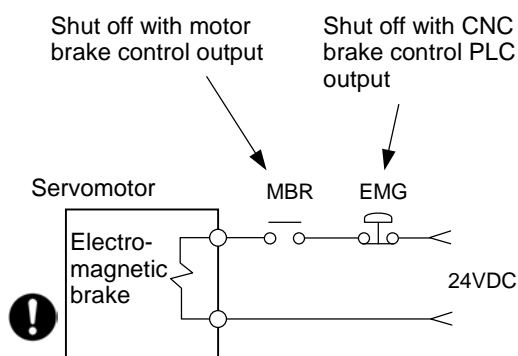 Shut off with motor
brake control output
Shut off with CNC
brake control PLC
output
Servomotor
MBR
EMG
Electro-
magnetic
brake
24VDC